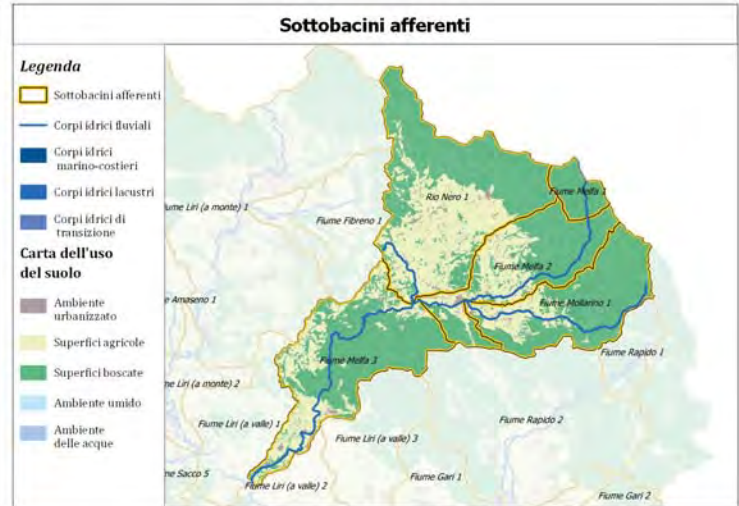 Sottobacini afferenti
Legenda
Sottobacini afferenti
Corpi idrici fluviali
Corpi idrici
marino-costieri
Corpi idrici lacustri
Corpi idrici di
transizione
Carta dell'uso
del suolo
Ambiente
urbanizzato
Superfici agricole
Superfici boscate
Ambiente umido
Ambiente
delle acque
Rio Nero 1
Fiume Melfa 1
ume Liri (a monte) 1
Fiume Fibreno 1
Fiume Melfa 2
e Amaseno 1
Fiume Mollarino 1
Fiume Rapido 1
Fiume Melfa 3
ume Liri (a monte) 2
Fiume Liri (a valle) 1
Fiume Rapido 2
Fiume Liri (a valle) 3
ne Sacco 5
Fiume Gari 1
Fiume Liri (a valle) 2
Fiume Gari 2